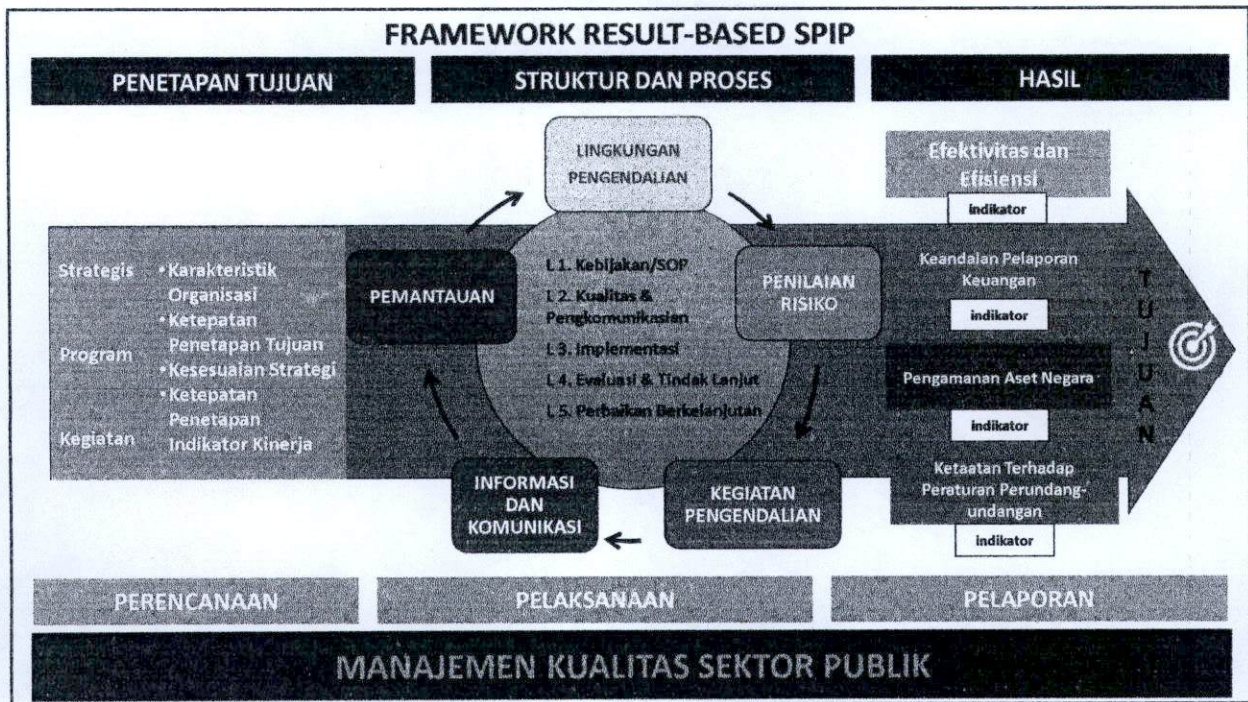 FRAMEWORK RESULT-BASED SPIP
PENETAPAN TUJUAN
STRUKTUR DAN PROSES
HASIL
Strategis
Program
Kegiatan
•Karakteristik
Organisasi
•Ketepatan
Penetapan Tujuan
•Kesesuaian Strategi
•Ketepatan
Penetapan
Indikator Kinerja
LINGKUNGAN
PENGENDALIAN
PEMANTAUAN
L 1. Kebijakan/SOP
L 2. Kualitas &
Pengkomunikasian
L 3. Implementasi
L 4. Evaluasi & Tindak Lanjut
L 5. Perbaikan Berkelanjutan
PENILAIAN
RISIKO
INFORMASI
DAN
KOMUNIKASI
KEGIATAN
PENGENDALIAN
Efektivitas dan
Efisiensi
indikator
Keandalan Pelaporan
Keuangan
indikator
Pengamanan Aset Negara
indikator
Ketaatan Terhadap
Peraturan Perundang-
undangan
indikator
TUJUAN
PERENCANAAN
PELAKSANAAN
PELAPORAN
MANAJEMEN KUALITAS SEKTOR PUBLIK